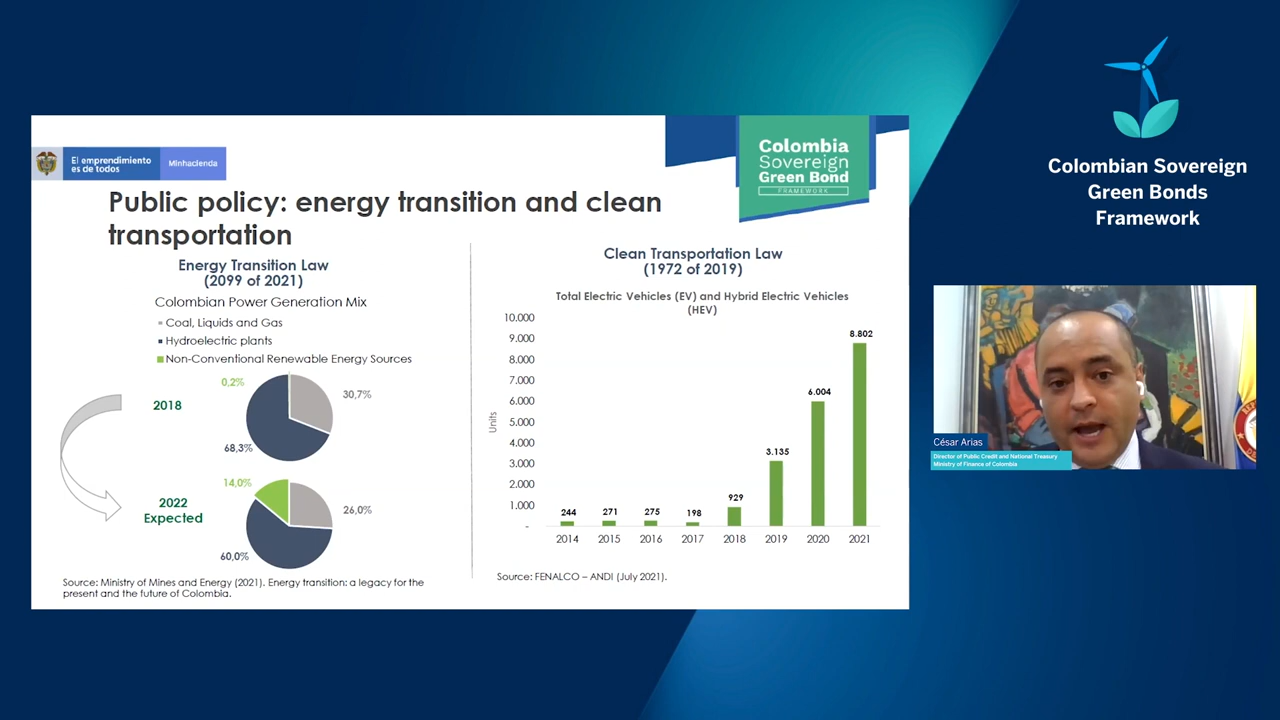 El emprendimiento
es de todos
Minhacienda
Colombia
Sovereign
Green Bond
FRAMEWORK
Public policy: energy transition and clean
transportation
Energy Transition Law
(2099 of 2021)
Colombian Power Generation Mix
Coal, Liquids and Gas
Hydroelectric plants
Non-Conventional Renewable Energy Sources
0,2%
30,7%
2018
68,3%
14,0%
2022
Expected
26,0%
60,0%
Source: Ministry of Mines and Energy (2021). Energy transition: a legacy for the
present and the future of Colombia.
Clean Transportation Law
(1972 of 2019)
Total Electric Vehicles (EV) and Hybrid Electric Vehicles
(HEV)
10.000
9.000
8.000
7.000
6.000
5.000
4.000
3.000
2.000
1.000
-
Units
244
271
275
198
929
3.135
6.004
8.802
2014
2015
2016
2017
2018
2019
2020
2021
Source: FENALCO – ANDI (July 2021).
Colombian Sovereign
Green Bonds
Framework
César Arias
Director of Public Credit and National Treasury
Ministry of Finance of Colombia